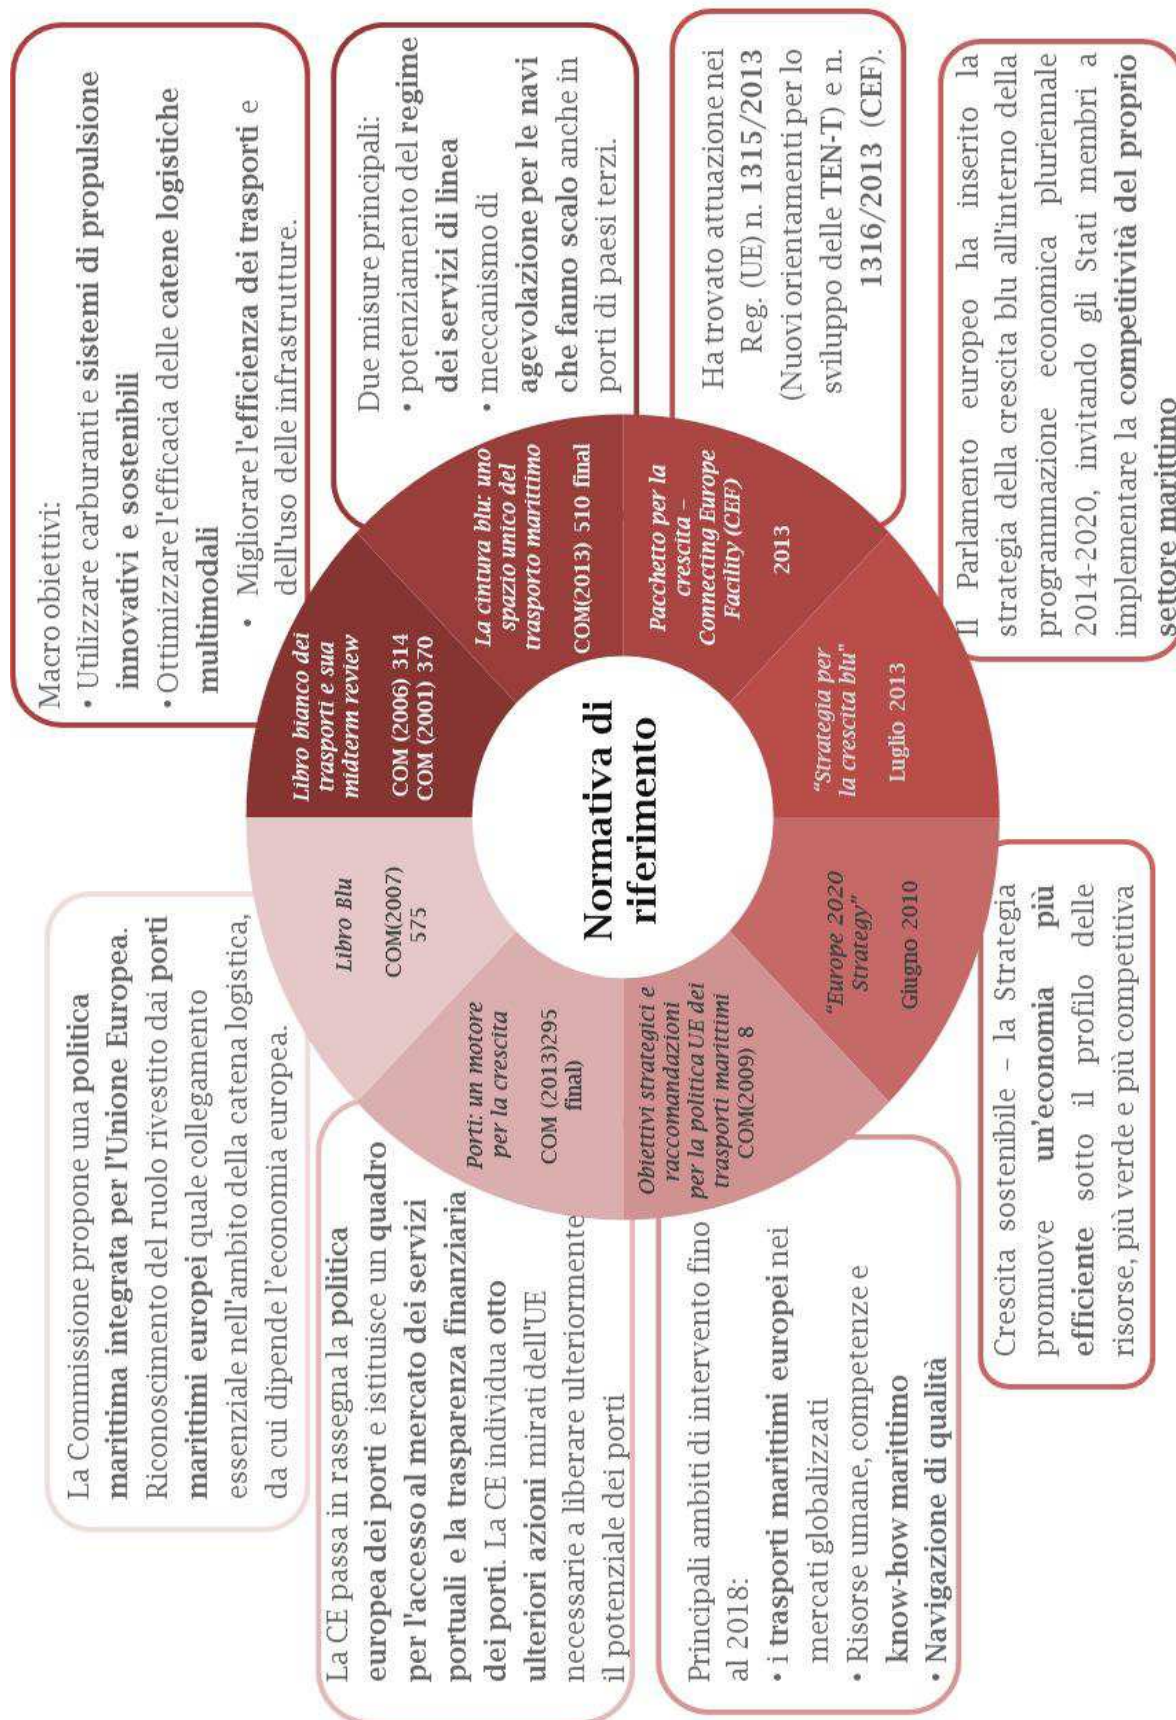 Normativa di
riferimento
Libro bianco dei
trasporti e sua
midterm review
COM (2006) 314
COM (2001) 370
Macro obiettivi:
• Utilizzare carburanti e sistemi di propulsione
innovativi e sostenibili
• Ottimizzare l'efficacia delle catene logistiche
multimodali
• Migliorare l'efficienza dei trasporti e
dell'uso delle infrastrutture.
La cintura blu: uno
spazio unico del
trasporto marittimo
COM(2013) 510 final
Due misure principali:
• potenziamento del regime
dei servizi di linea
• meccanismo di
agevolazione per le navi
che fanno scalo anche in
porti di paesi terzi.
Pacchetto per la
crescita –
Connecting Europe
Facility (CEF)
2013
Ha trovato attuazione nei
Reg. (UE) n. 1315/2013
(Nuovi orientamenti per lo
sviluppo delle TEN-T) e n.
1316/2013 (CEF).
“Strategia per
la crescita blu"
Luglio 2013
Il Parlamento europeo ha inserito la
strategia della crescita blu all'interno della
programmazione economica pluriennale
2014-2020, invitando gli Stati membri a
implementare la competitività del proprio
settore marittimo
“Europe 2020
Strategy”
Giugno 2010
Crescita sostenibile – la Strategia
promuove un’economia più
efficiente sotto il profilo delle
risorse, più verde e più competitiva
Obiettivi strategici e
raccomandazioni
per la politica UE dei
trasporti marittimi
COM(2009) 8
Principali ambiti di intervento fino
al 2018:
• i trasporti marittimi europei nei
mercati globalizzati
• Risorse umane, competenze e
know-how marittimo
• Navigazione di qualità
Porti: un motore
per la crescita
COM (2013)295
final)
La CE passa in rassegna la politica
europea dei porti e istituisce un quadro
per l'accesso al mercato dei servizi
portuali e la trasparenza finanziaria
dei porti. La CE individua otto
ulteriori azioni mirati dell'UE
necessarie a liberare ulteriormente
il potenziale dei porti
Libro Blu
COM(2007)
575
La Commissione propone una politica
marittima integrata per l’Unione Europea.
Riconoscimento del ruolo rivestito dai porti
marittimi europei quale collegamento
essenziale nell'ambito della catena logistica,
da cui dipende l’economia europea.